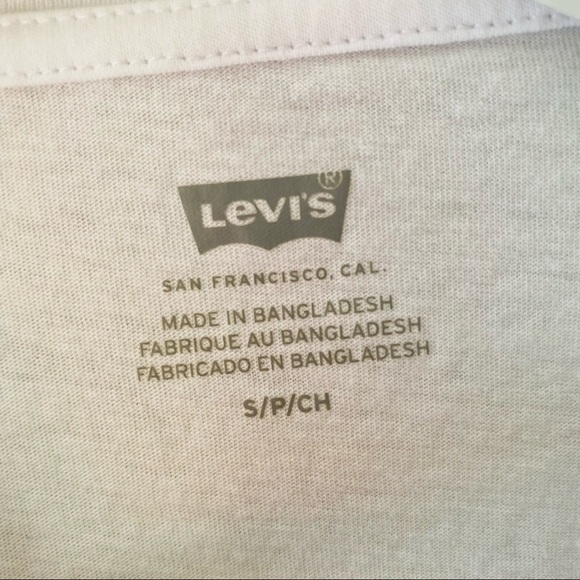 Levi's®
SAN FRANCISCO, CAL.
MADE IN BANGLADESH
FABRIQUE AU BANGLADESH
FABRICADO EN BANGLADESH
S/P/CH